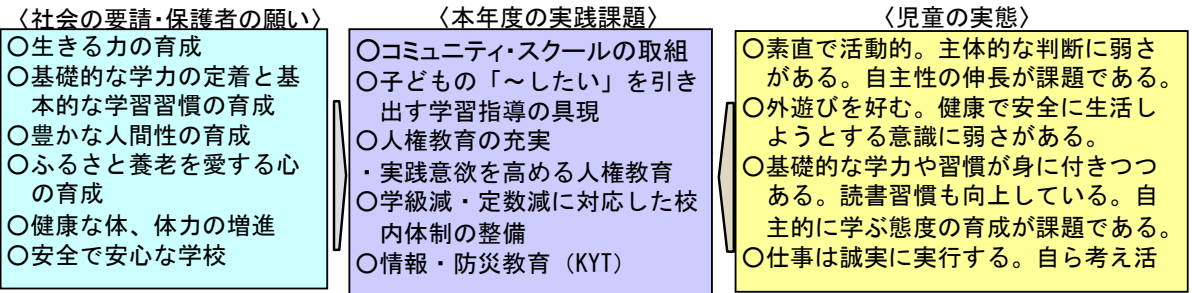 〈社会の要請・保護者の願い〉
〇生きる力の育成
〇基礎的な学力の定着と基
本的な学習習慣の育成
〇豊かな人間性の育成
〇ふるさと養老を愛する心
の育成
〇健康な体、体力の増進
〇安全で安心な学校
〈本年度の実践課題〉
〇コミュニティ・スクールの取組
〇子どもの「～したい」を引き
出す学習指導の具現
〇人権教育の充実
・実践意欲を高める人権教育
〇学級減・定数減に対応した校
内体制の整備
〇情報・防災教育（KYT）
〈児童の実態〉
〇素直で活動的。主体的な判断に弱さ
がある。自主性の伸長が課題である。
〇外遊びを好む。健康で安全に生活し
ようとする意識に弱さがある。
〇基礎的な学力や習慣が身に付きつつ
ある。読書習慣も向上している。自
主的に学ぶ態度の育成が課題である。
〇仕事は誠実に実行する。自ら考え活